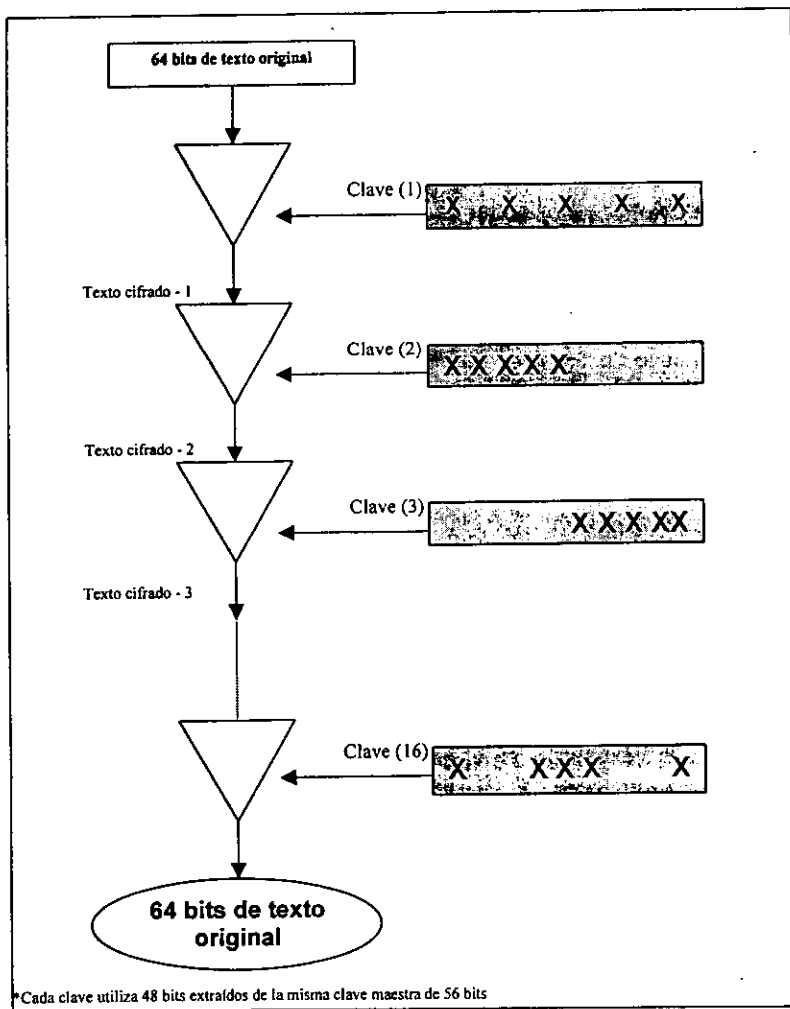 64 bits de texto original
Clave (1)
X X X X X
Texto cifrado - 1
Clave (2)
X X X X X
Texto cifrado - 2
Clave (3)
X X X X X
Texto cifrado - 3
Clave (16)
X X X X X
64 bits de texto
original
*Cada clave utiliza 48 bits extraídos de la misma clave maestra de 56 bits